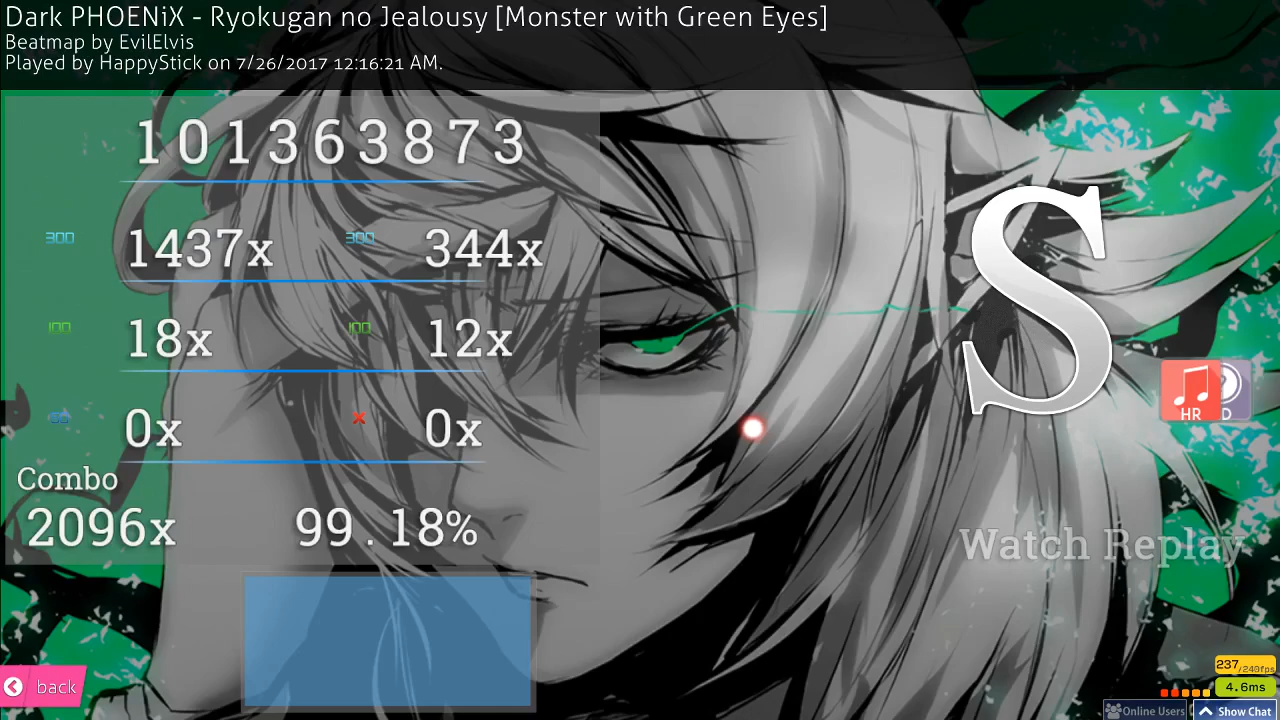 Dark PHOENiX - Ryokugan no Jealousy [Monster with Green Eyes]
Beatmap by EvilElvis
Played by HappyStick on 7/26/2017 12:16:21 AM.
101363873
300 1437x 300 344x
100 18x 100 12x
50 0x X 0x
Combo
2096x 99.18%
S
HR D
Watch Replay
back
237/240fps
4.6ms
Online Users Show Chat